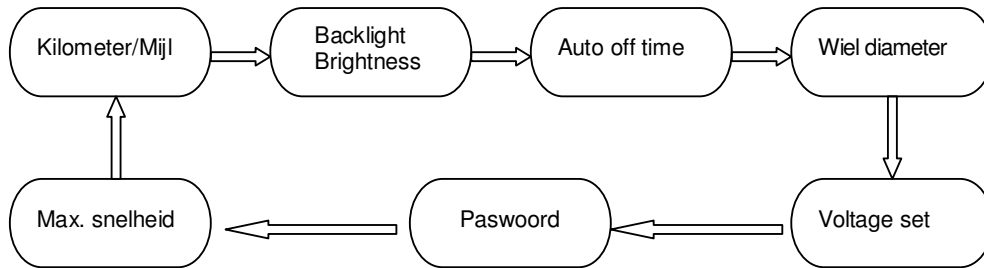 Kilometer/Mijl
Backlight
Brightness
Auto off time
Wiel diameter
Max. snelheid
Paswoord
Voltage set